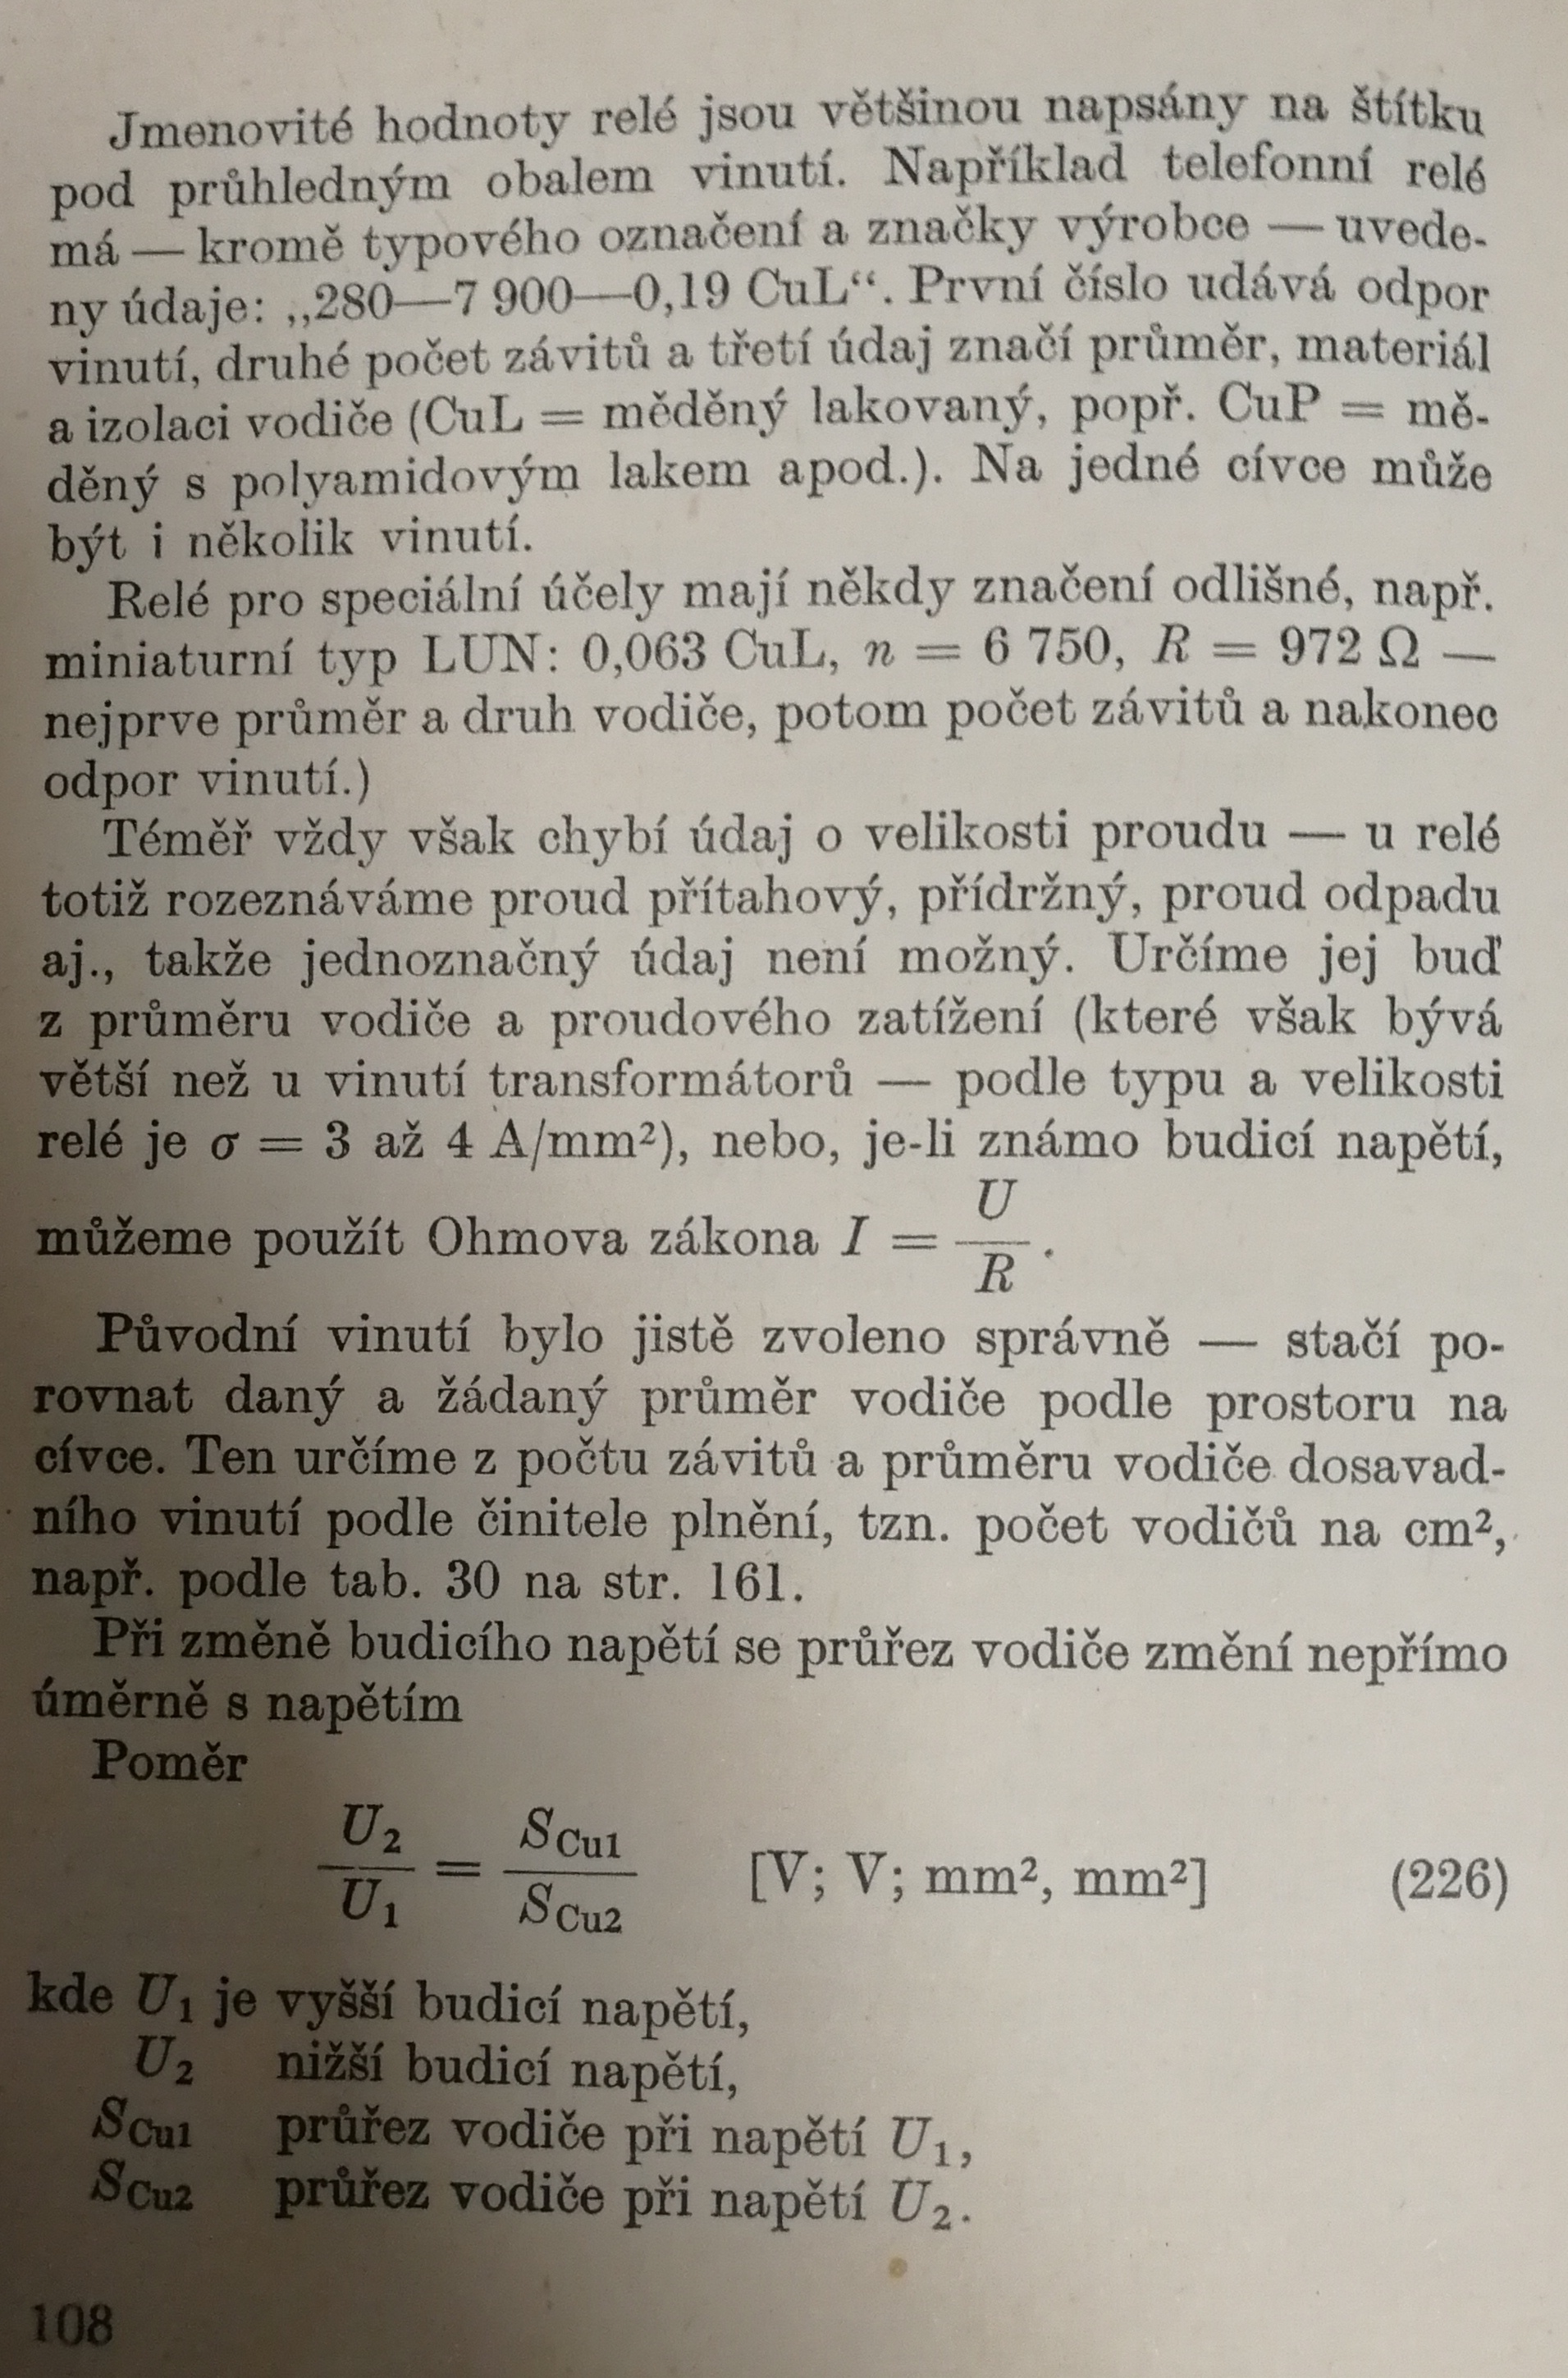 Jmenovité hodnoty relé jsou většinou napsány na štítku
pod průhledným obalem vinutí. Například telefonní relé
má — kromě typového označení a značky výrobce — uvede-
ny údaje: „280—7 900—0,19 CuL“. První číslo udává odpor
vinutí, druhé počet závitů a třetí údaj značí průměr, materiál
a izolaci vodiče (CuL = měděný lakovaný, popř. CuP = mě-
děný s polyamidovým lakem apod.). Na jedné cívce může
být i několik vinutí.
Relé pro speciální účely mají někdy značení odlišné, např.
miniaturní typ LUN: 0,063 CuL, n = 6 750, R = 972 Ω —
nejprve průměr a druh vodiče, potom počet závitů a nakonec
odpor vinutí.)
Téměř vždy však chybí údaj o velikosti proudu — u relé
totiž rozeznáváme proud přítahový, přídržný, proud odpadu
aj., takže jednoznačný údaj není možný. Určíme jej buď
z průměru vodiče a proudového zatížení (které však bývá
větší než u vinutí transformátorů — podle typu a velikosti
relé je σ = 3 až 4 A/mm²), nebo, je-li známo budicí napětí,
můžeme použít Ohmova zákona I = U/R.
Původní vinutí bylo jistě zvoleno správně — stačí po-
rovnat daný a žádaný průměr vodiče podle prostoru na
cívce. Ten určíme z počtu závitů a průměru vodiče dosavad-
ního vinutí podle činitele plnění, tzn. počet vodičů na cm²,
např. podle tab. 30 na str. 161.
Při změně budicího napětí se průřez vodiče změní nepřímo
úměrně s napětím
Poměr
U₂/U₁ = S_Cu1/S_Cu2 [V; V; mm², mm²] (226)
kde U₁ je vyšší budicí napětí,
U₂ nižší budicí napětí,
S_Cu1 průřez vodiče při napětí U₁,
S_Cu2 průřez vodiče při napětí U₂.
108